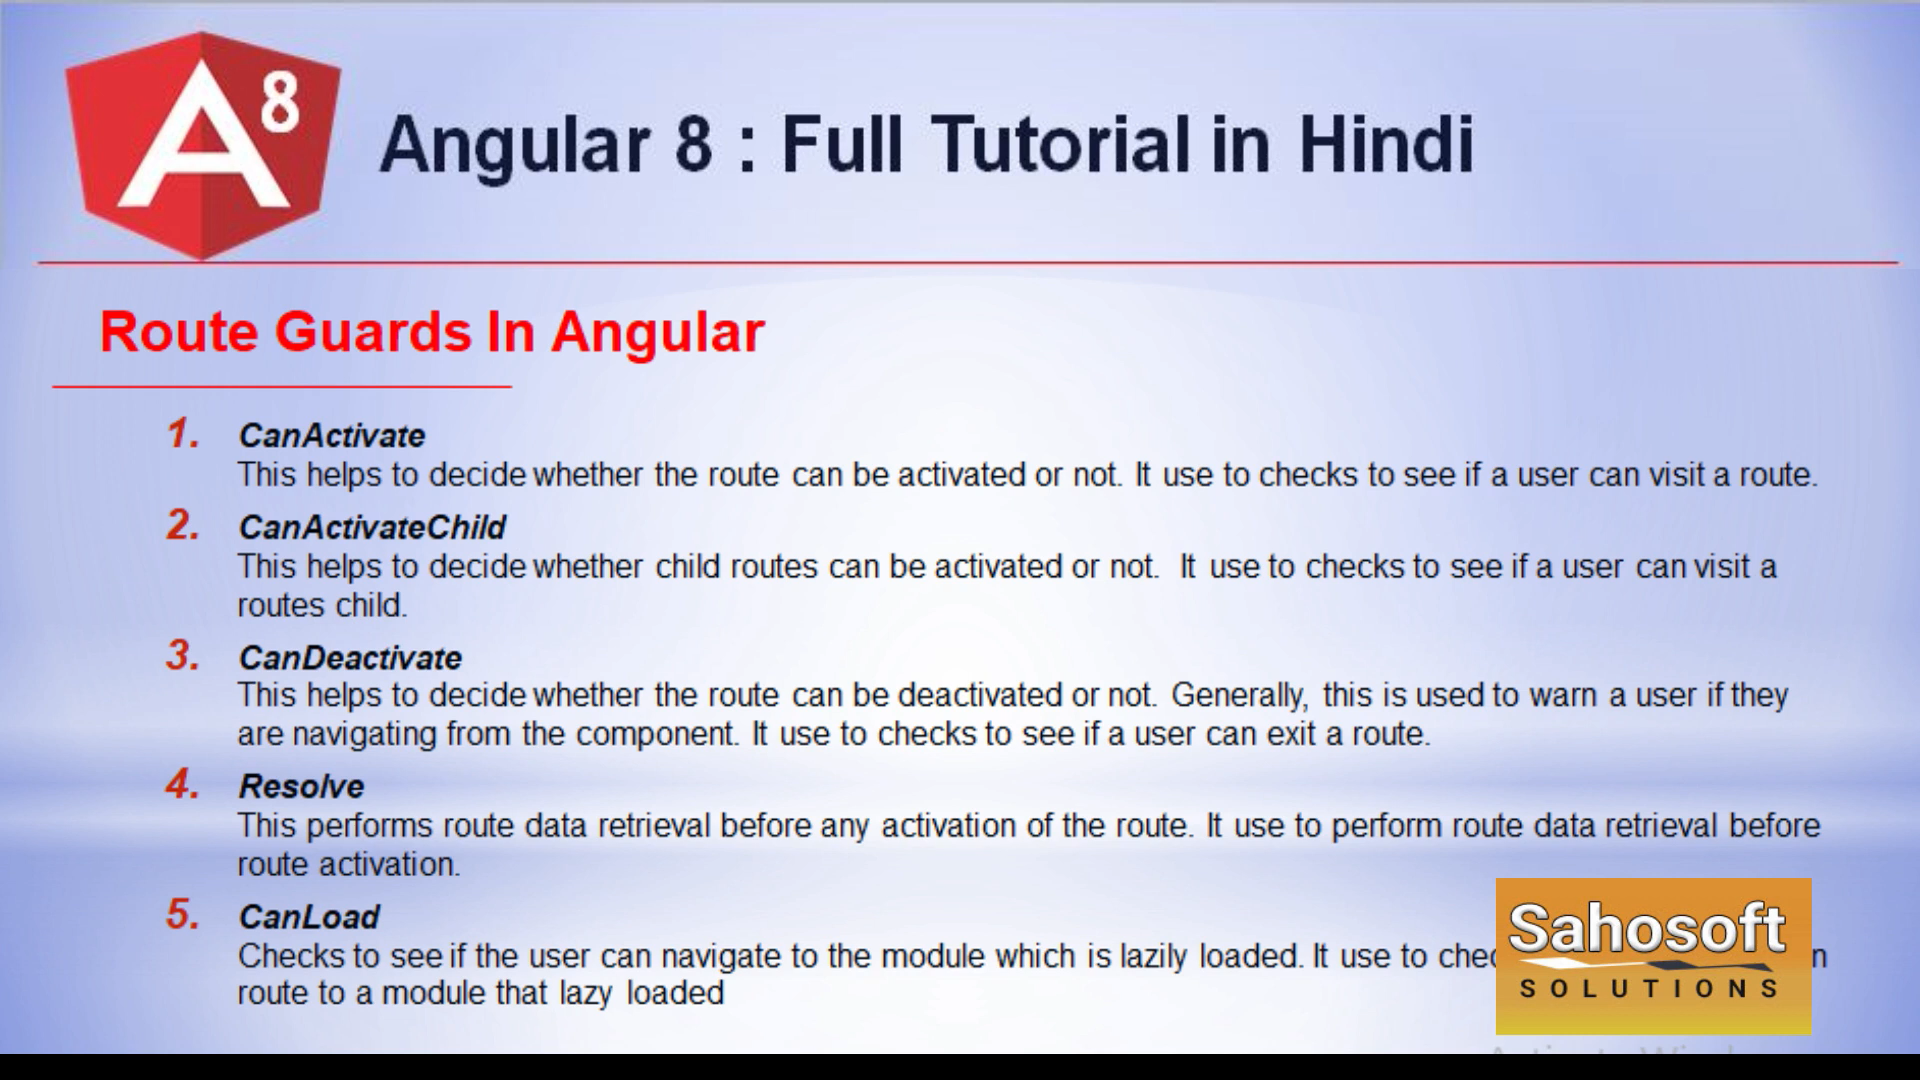 A 8
Angular 8 : Full Tutorial in Hindi
Route Guards In Angular
1. CanActivate
This helps to decide whether the route can be activated or not. It use to checks to see if a user can visit a route.
2. CanActivateChild
This helps to decide whether child routes can be activated or not. It use to checks to see if a user can visit a
routes child.
3. CanDeactivate
This helps to decide whether the route can be deactivated or not. Generally, this is used to warn a user if they
are navigating from the component. It use to checks to see if a user can exit a route.
4. Resolve
This performs route data retrieval before any activation of the route. It use to perform route data retrieval before
route activation.
5. CanLoad
Checks to see if the user can navigate to the module which is lazily loaded. It use to
route to a module that lazy loaded
Sahosoft
SOLUTIONS